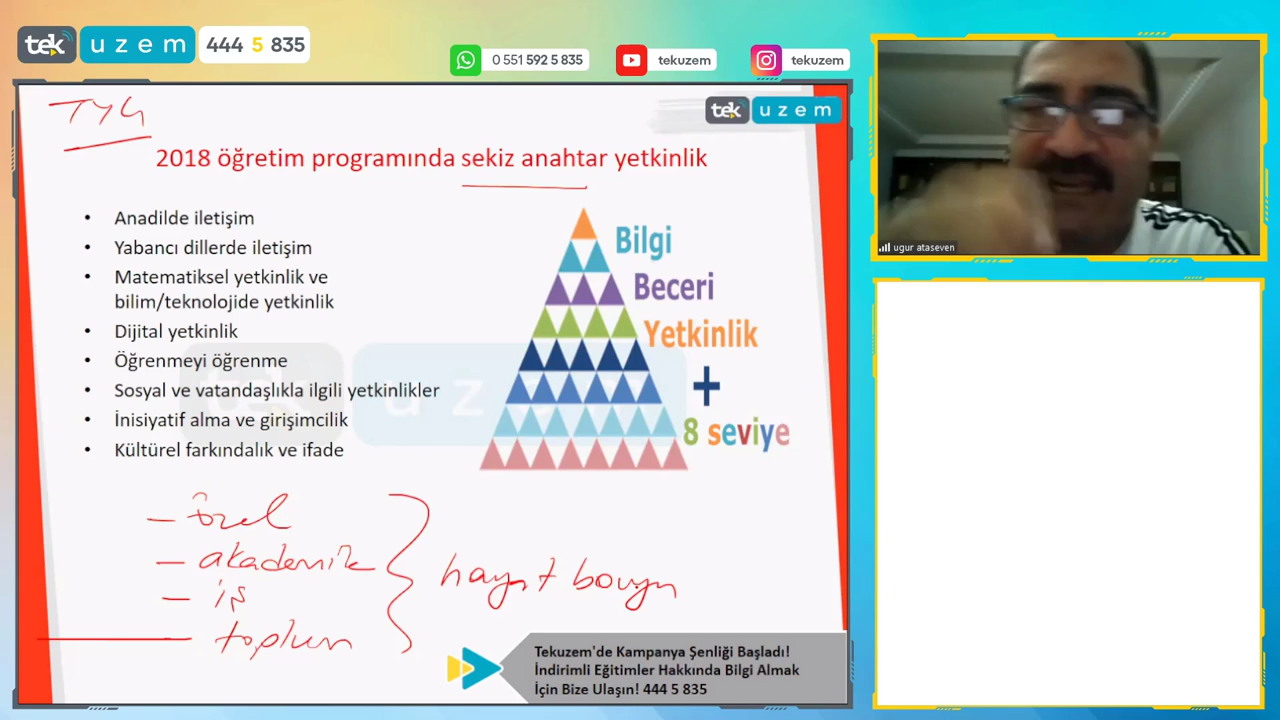 tek uzem 444 5 835
0 551 592 5 835
tekuzem
tekuzem
TYÇ
tek uzem
2018 öğretim programında sekiz anahtar yetkinlik
• Anadilde iletişim
• Yabancı dillerde iletişim
• Matematiksel yetkinlik ve
bilim/teknolojide yetkinlik
• Dijital yetkinlik
• Öğrenmeyi öğrenme
• Sosyal ve vatandaşlıkla ilgili yetkinlikler
• İnisiyatif alma ve girişimcilik
• Kültürel farkındalık ve ifade
Bilgi
Beceri
Yetkinlik
+
8 seviye
tek uzem
- özel
- akademik
- iş
- toplum
hayat boyu
Tekuzem'de Kampanya Şenliği Başladı!
İndirimli Eğitimler Hakkında Bilgi Almak
İçin Bize Ulaşın! 444 5 835
ugur ataseven